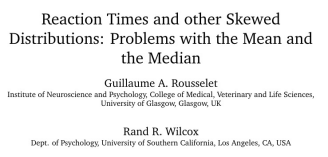 Reaction Times and other Skewed
Distributions: Problems with the Mean and
the Median
Guillaume A. Rousselet
Institute of Neuroscience and Psychology, College of Medical, Veterinary and Life Sciences,
University of Glasgow, Glasgow, UK
Rand R. Wilcox
Dept. of Psychology, University of Southern California, Los Angeles, CA, USA